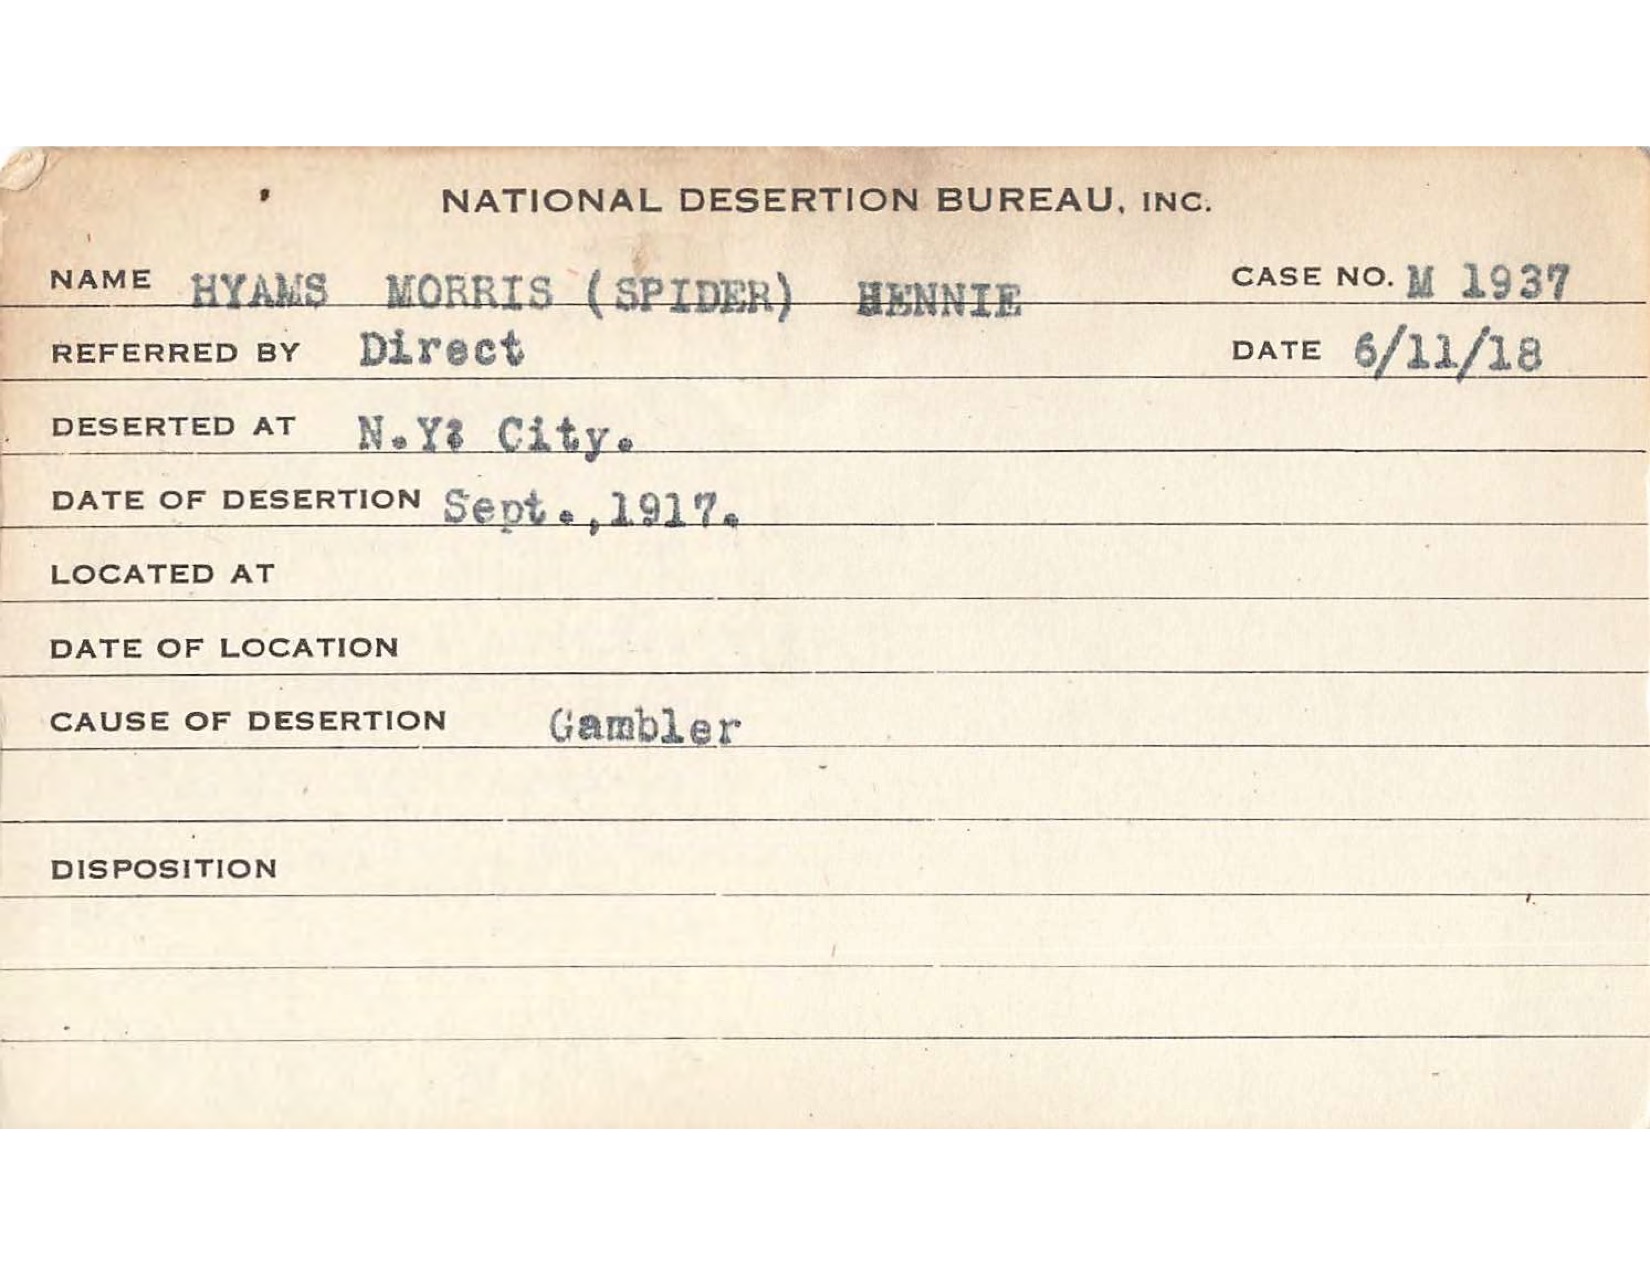 NATIONAL DESERTION BUREAU, INC.
NAME HYAMS MORRIS (SPIDER) HENNIE CASE NO. M 1937
REFERRED BY Direct DATE 6/11/18
DESERTED AT N.Y: City.
DATE OF DESERTION Sept.,1917.
LOCATED AT
DATE OF LOCATION
CAUSE OF DESERTION Gambler
DISPOSITION